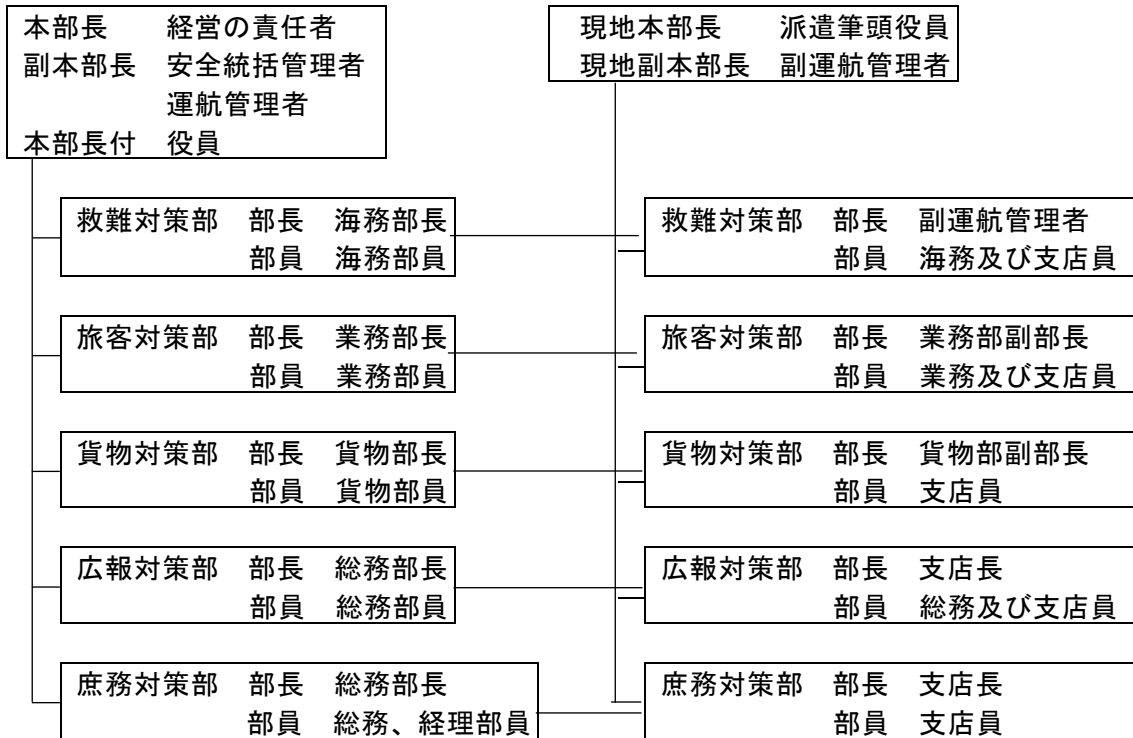 本部長 経営の責任者
副本部長 安全統括管理者
運航管理者
本部長付 役員
現地本部長 派遣筆頭役員
現地副本部長 副運航管理者
救難対策部 部長 海務部長
部員 海務部員
救難対策部 部長 副運航管理者
部員 海務及び支店員
旅客対策部 部長 業務部長
部員 業務部員
旅客対策部 部長 業務部副部長
部員 業務及び支店員
貨物対策部 部長 貨物部長
部員 貨物部員
貨物対策部 部長 貨物部副部長
部員 支店員
広報対策部 部長 総務部長
部員 総務部員
広報対策部 部長 支店長
部員 総務及び支店員
庶務対策部 部長 総務部長
部員 総務、経理部員
庶務対策部 部長 支店長
部員 支店員